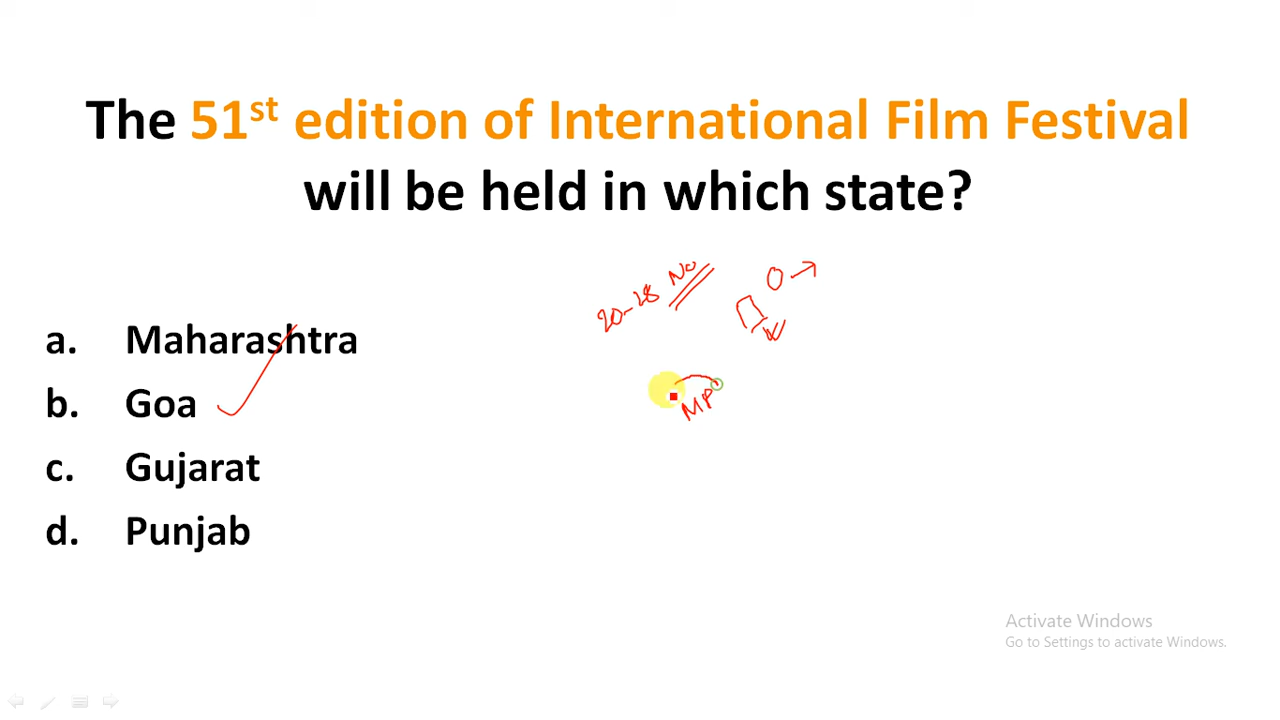 The 51st edition of International Film Festival
will be held in which state?
20-28 No
a. Maharashtra
b. Goa
MP
c. Gujarat
d. Punjab
Activate Windows
Go to Settings to activate Windows.